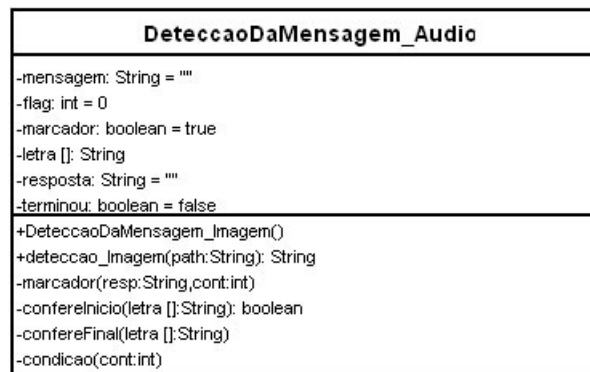 DeteccaoDaMensagem_Audio
-mensagem: String = ""
-flag: int = 0
-marcador: boolean = true
-letra []: String
-resposta: String = ""
-terminou: boolean = false
+DeteccaoDaMensagem_Imagem()
+deteccao_Imagem(path:String): String
-marcador(resp:String,cont:int)
-confereInicio(letra []:String): boolean
-confereFinal(letra []:String)
-condicao(cont:int)